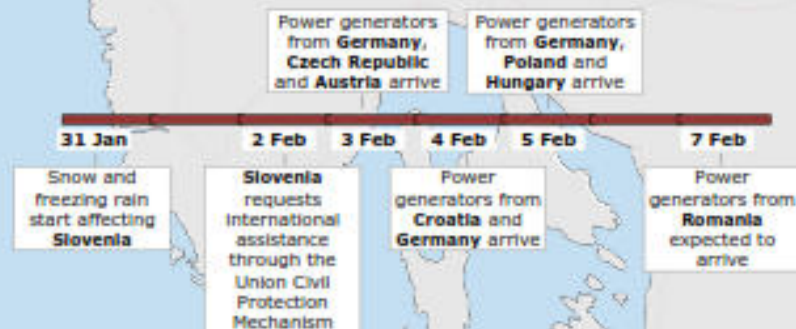 Power generators
from Germany,
Czech Republic
and Austria arrive
Power generators
from Germany,
Poland and
Hungary arrive
31 Jan
2 Feb
3 Feb
4 Feb
5 Feb
7 Feb
Snow and
freezing rain
start affecting
Slovenia
Slovenia
requests
international
assistance
through the
Union Civil
Protection
Mechanism
Power
generators from
Croatia and
Germany arrive
Power
generators from
Romania
expected to
arrive